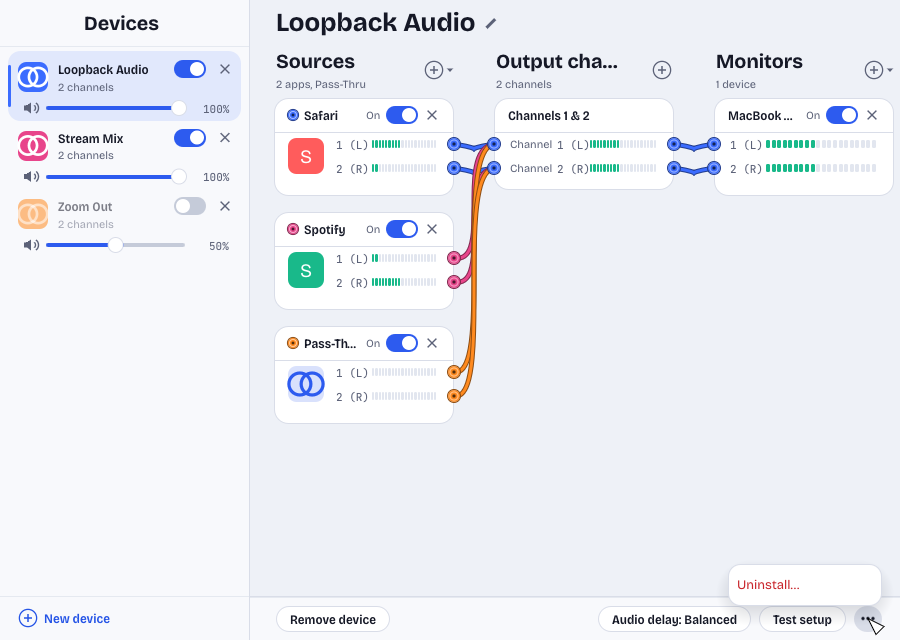 Devices
Loopback Audio
2 channels
100%
Stream Mix
2 channels
100%
Zoom Out
2 channels
50%
New device
Loopback Audio
Sources
2 apps, Pass-Thru
Output cha...
2 channels
Monitors
1 device
Safari On
S
1 (L)
2 (R)
Channels 1 & 2
Channel 1 (L)
Channel 2 (R)
MacBook ... On
1 (L)
2 (R)
Spotify On
S
1 (L)
2 (R)
Pass-Th... On
1 (L)
2 (R)
Uninstall...
Remove device
Audio delay: Balanced
Test setup